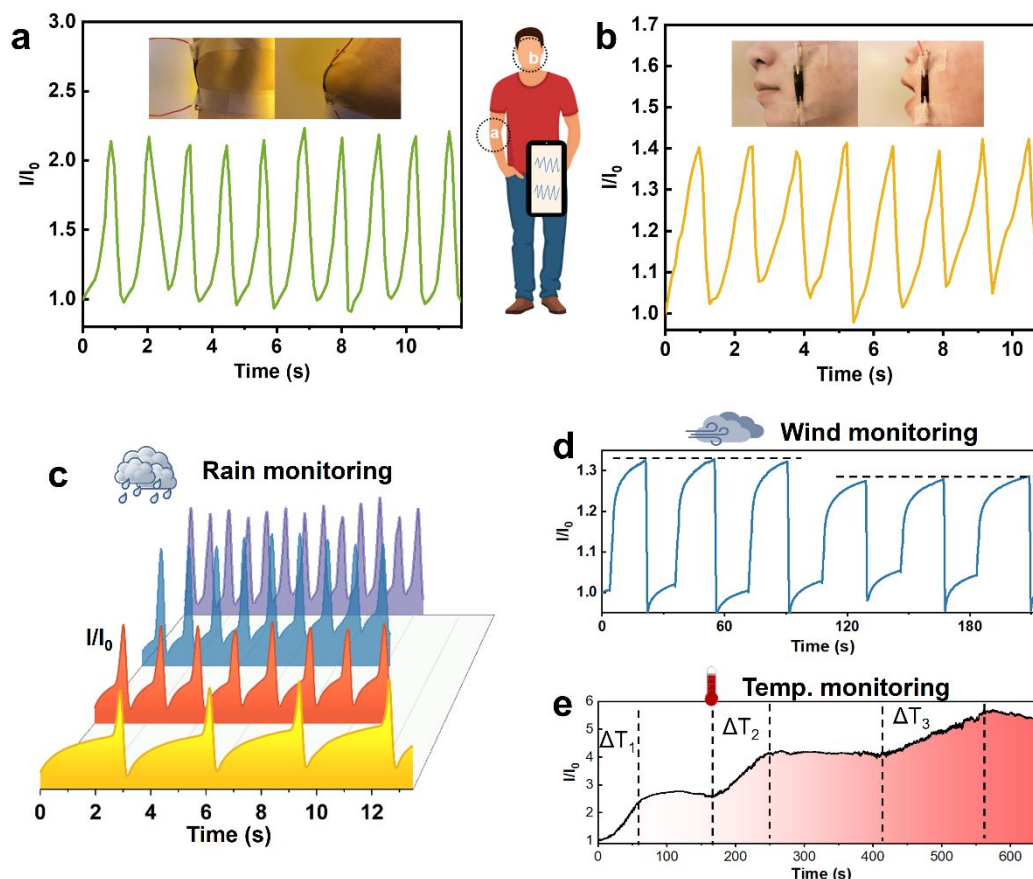 a
3.0
2.5
2.0
1.5
1.0
I/I0
0 2 4 6 8 10
Time (s)
b
a
b
1.7
1.6
1.5
1.4
1.3
1.2
1.1
1.0
I/I0
0 2 4 6 8 10
Time (s)
c
Rain monitoring
I/I0
0 2 4 6 8 10 12
Time (s)
d
Wind monitoring
1.3
1.2
1.1
1.0
I/I0
0 60 120 180
Time (s)
e
Temp. monitoring
6
5
4
3
2
1
I/I0
ΔT1
ΔT2
ΔT3
0 100 200 300 400 500 600
Time (s)